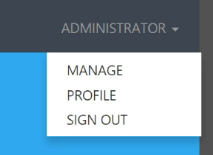 ADMINISTRATOR
MANAGE
PROFILE
SIGN OUT